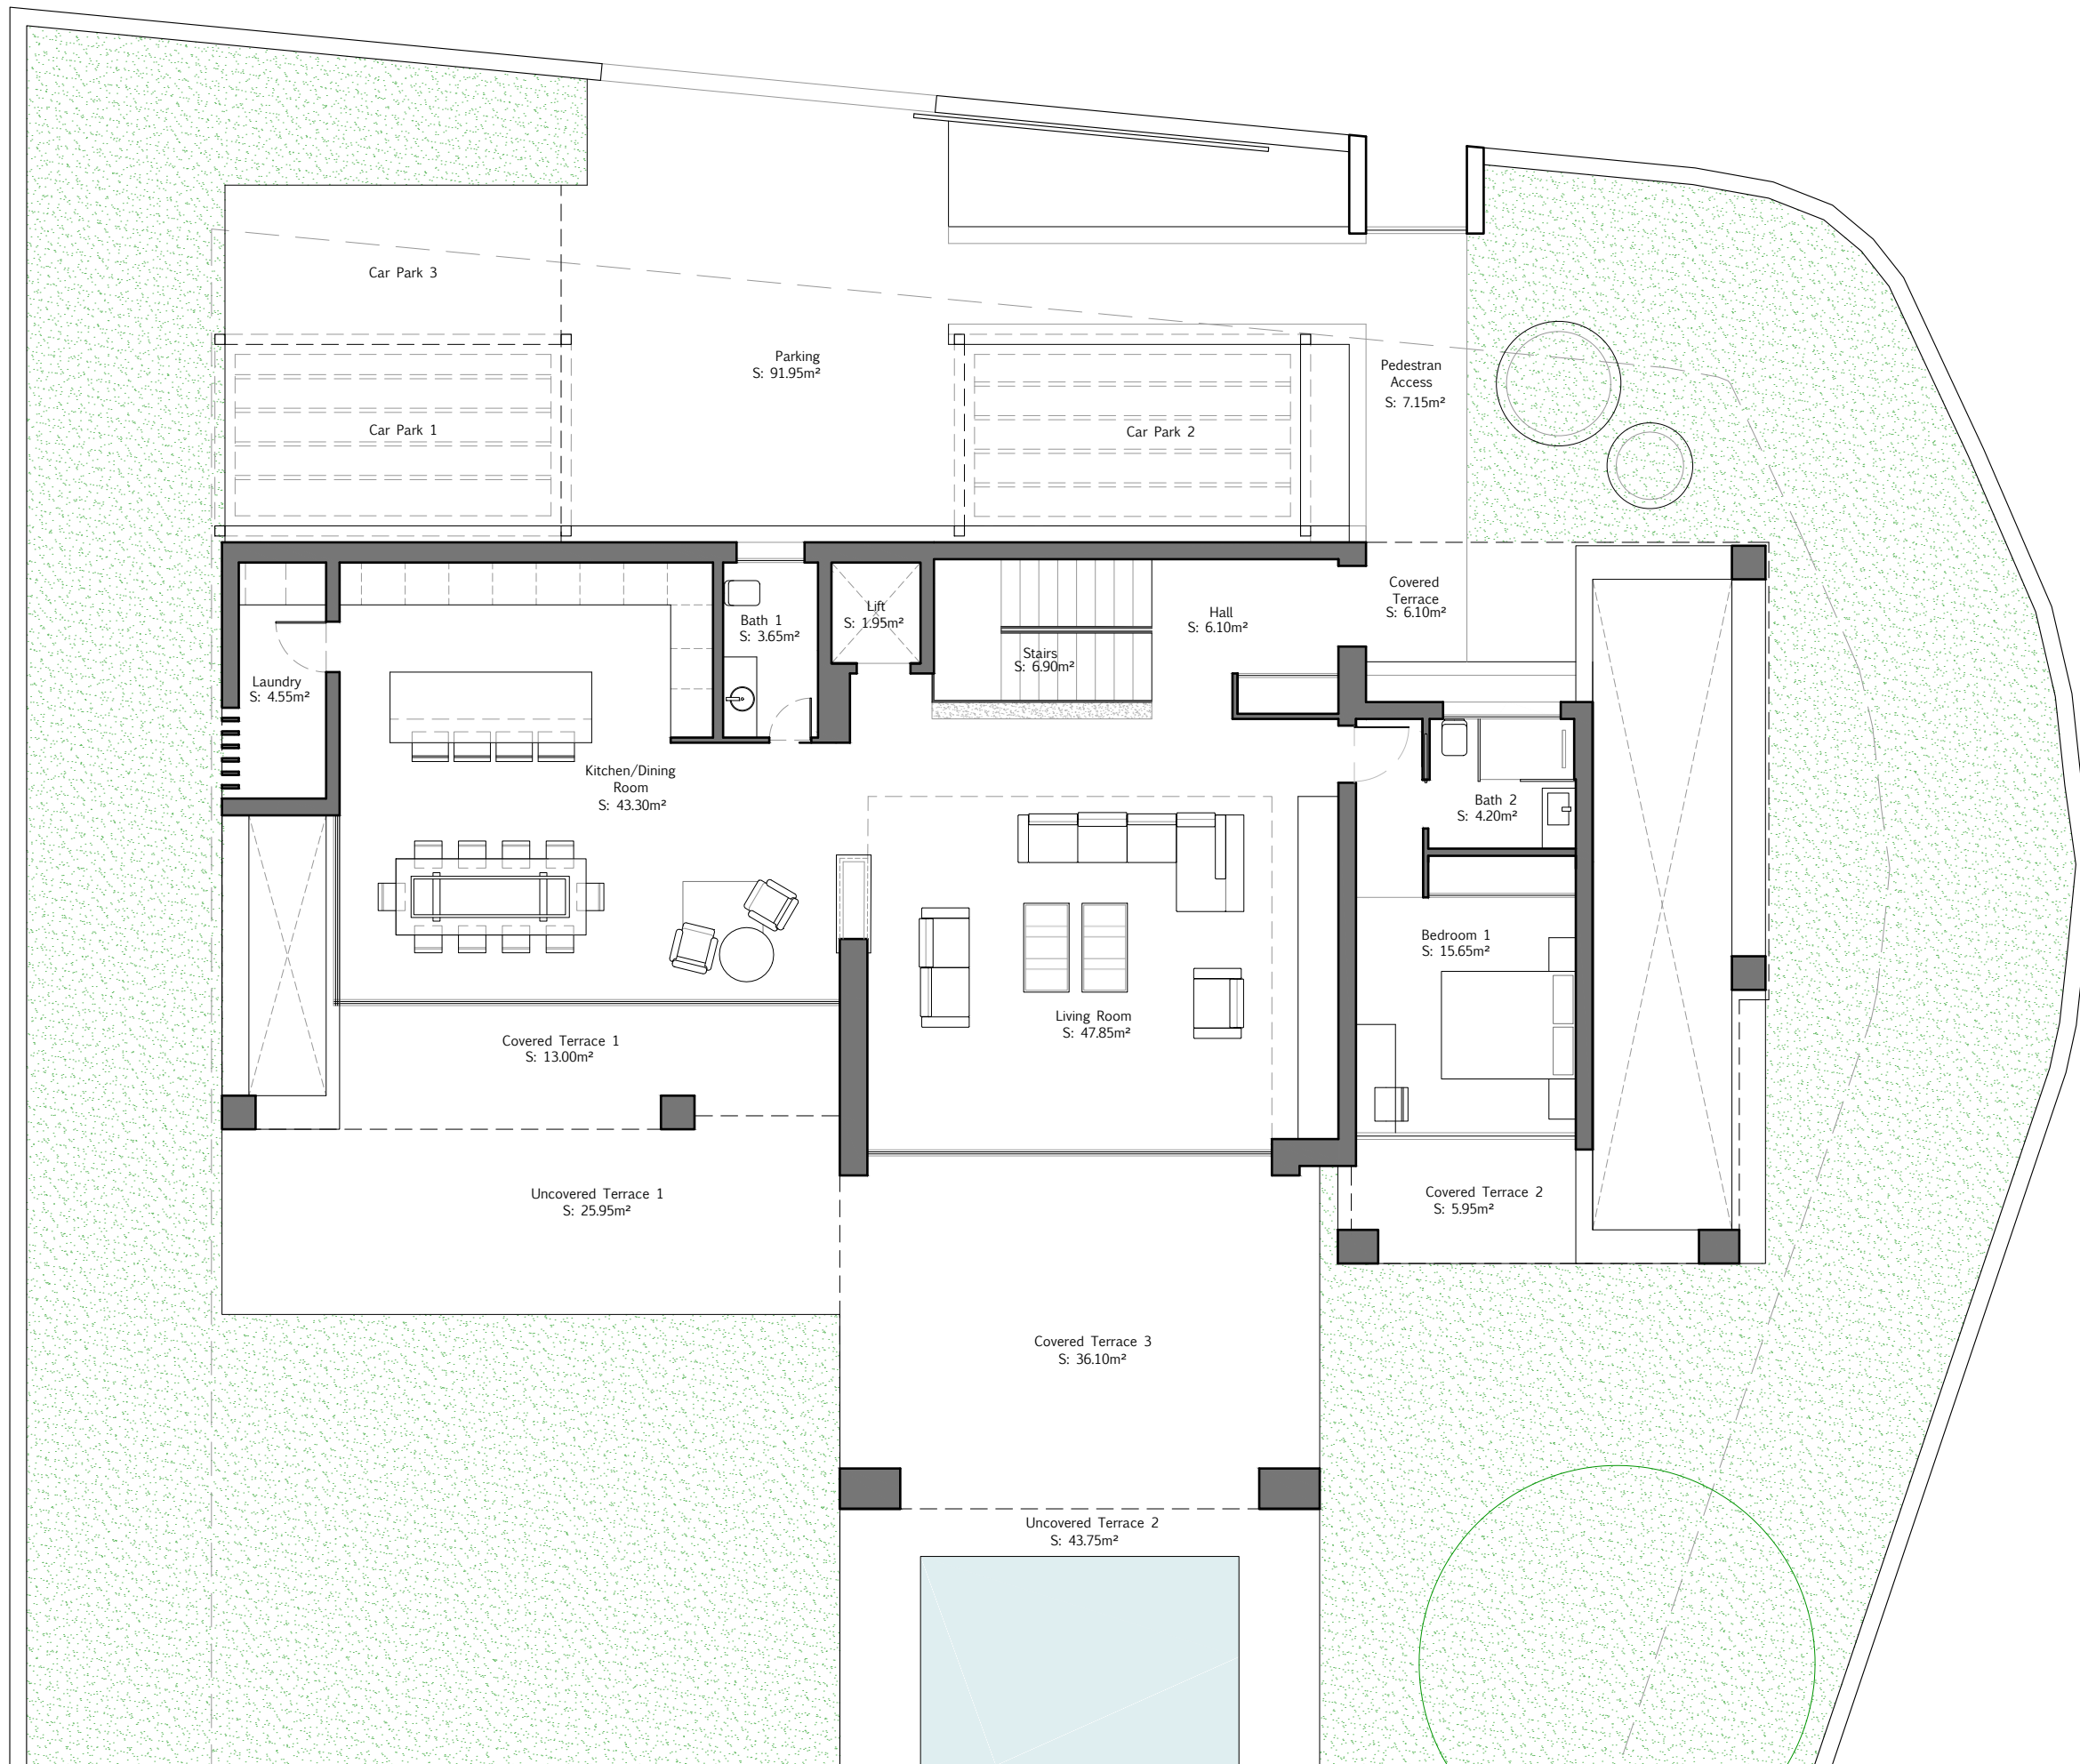 Car Park 3
Parking
S: 91.95m²
Pedestran
Access
S: 7.15m²
Car Park 1
Car Park 2
Covered
Terrace
S: 6.10m²
Lift
S: 1.95m²
Hall
S: 6.10m²
Bath 1
S: 3.65m²
Stairs
S: 6.90m²
Laundry
S: 4.55m²
Kitchen/Dining
Room
S: 43.30m²
Bath 2
S: 4.20m²
Bedroom 1
S: 15.65m²
Living Room
S: 47.85m²
Covered Terrace 1
S: 13.00m²
Uncovered Terrace 1
S: 25.95m²
Covered Terrace 2
S: 5.95m²
Covered Terrace 3
S: 36.10m²
Uncovered Terrace 2
S: 43.75m²